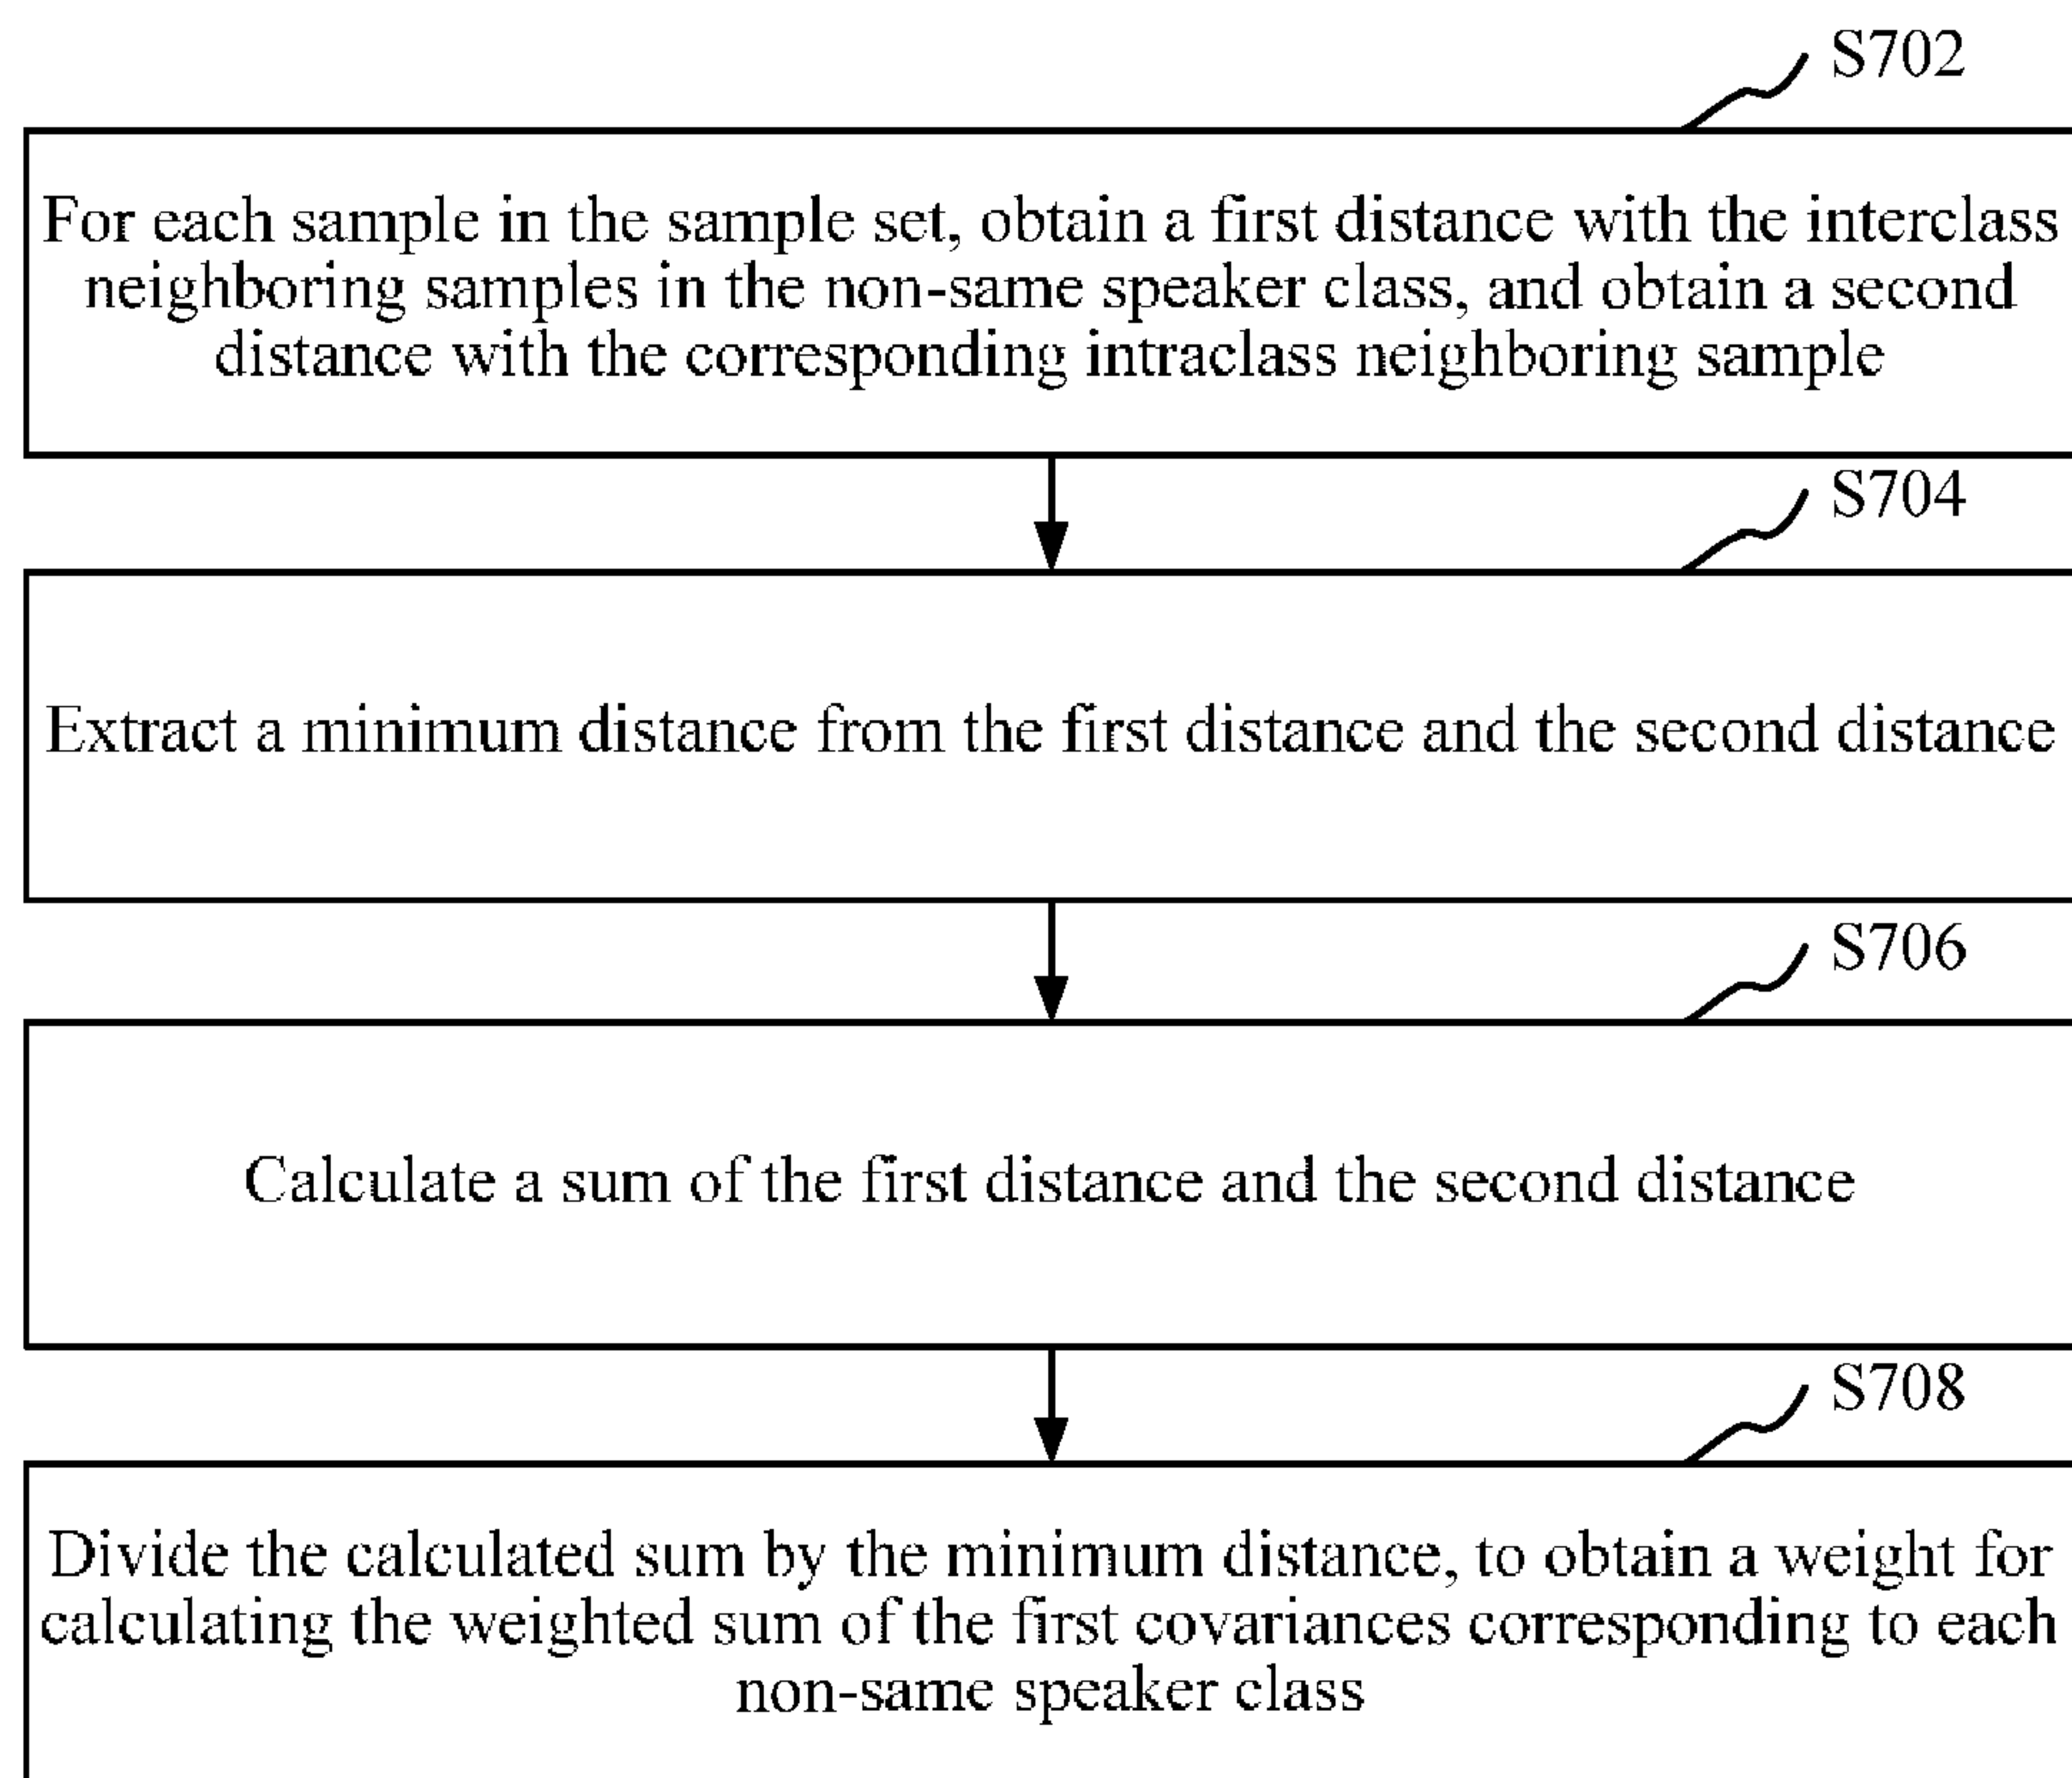 S702
For each sample in the sample set, obtain a first distance with the interclass
neighboring samples in the non-same speaker class, and obtain a second
distance with the corresponding intraclass neighboring sample
S704
Extract a minimum distance from the first distance and the second distance
S706
Calculate a sum of the first distance and the second distance
S708
Divide the calculated sum by the minimum distance, to obtain a weight for
calculating the weighted sum of the first covariances corresponding to each
non-same speaker class